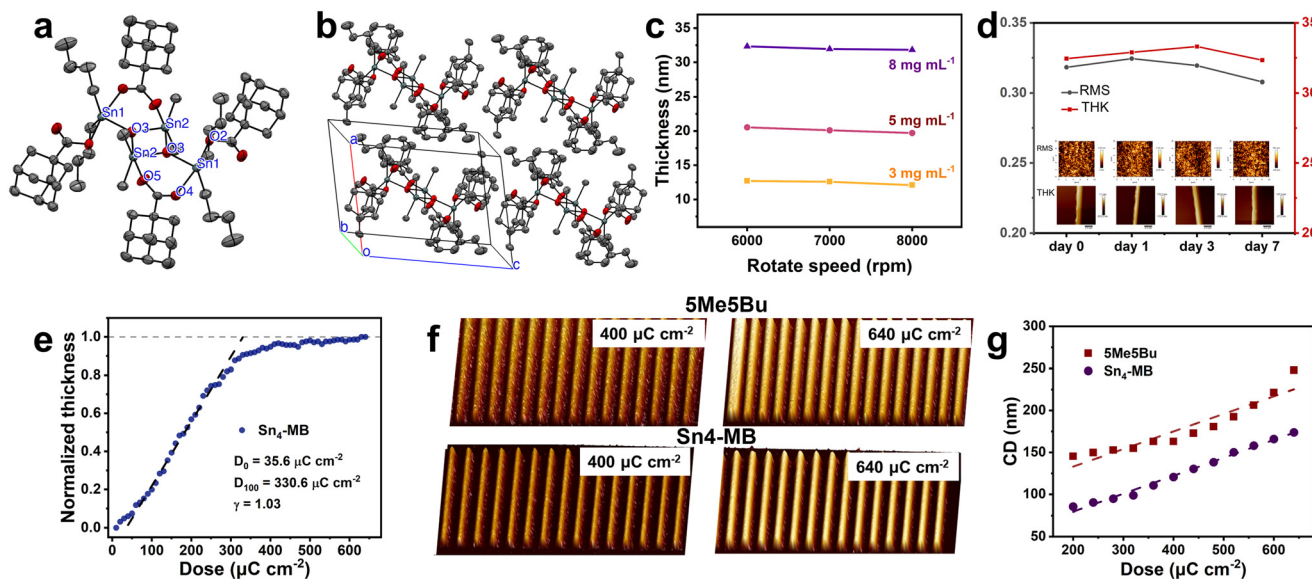 a
Sn1
Sn2
O3
O2
Sn2
O3
Sn1
O5
O4
b
a
b
o
c
c
Thickness (nm)
35
30
25
20
15
10
8 mg mL⁻¹
5 mg mL⁻¹
3 mg mL⁻¹
6000
7000
8000
Rotate speed (rpm)
d
0.35
0.30
0.25
0.20
35
30
25
20
RMS
THK
RMS
THK
day 0
day 1
day 3
day 7
e
Normalized thickness
1.0
0.8
0.6
0.4
0.2
0.0
Sn₄-MB
D₀ = 35.6 μC cm⁻²
D₁₀₀ = 330.6 μC cm⁻²
γ = 1.03
0
100
200
300
400
500
600
Dose (μC cm⁻²)
f
5Me5Bu
400 μC cm⁻²
640 μC cm⁻²
Sn4-MB
400 μC cm⁻²
640 μC cm⁻²
g
CD (nm)
300
250
200
150
100
50
5Me5Bu
Sn₄-MB
200
300
400
500
600
Dose (μC cm⁻²)